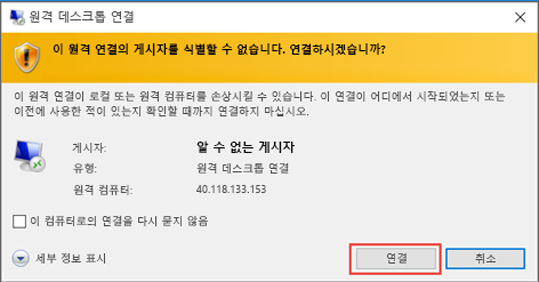 원격 데스크톱 연결
이 원격 연결의 게시자를 식별할 수 없습니다. 연결하시겠습니까?
이 원격 연결이 로컬 또는 원격 컴퓨터를 손상시킬 수 있습니다. 이 연결이 어디에서 시작되었는지 또는
이전에 사용한 적이 있는지 확인할 때까지 연결하지 마십시오.
게시자: 알 수 없는 게시자
유형: 원격 데스크톱 연결
원격 컴퓨터: 40.118.133.153
이 컴퓨터로의 연결을 다시 묻지 않음
세부 정보 표시
연결
취소